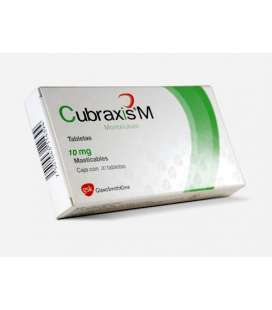 Cubraxis M
Montelukast
Tabletas
10 mg
Masticables
Caja con 30 tabletas
gsk GlaxoSmithKline